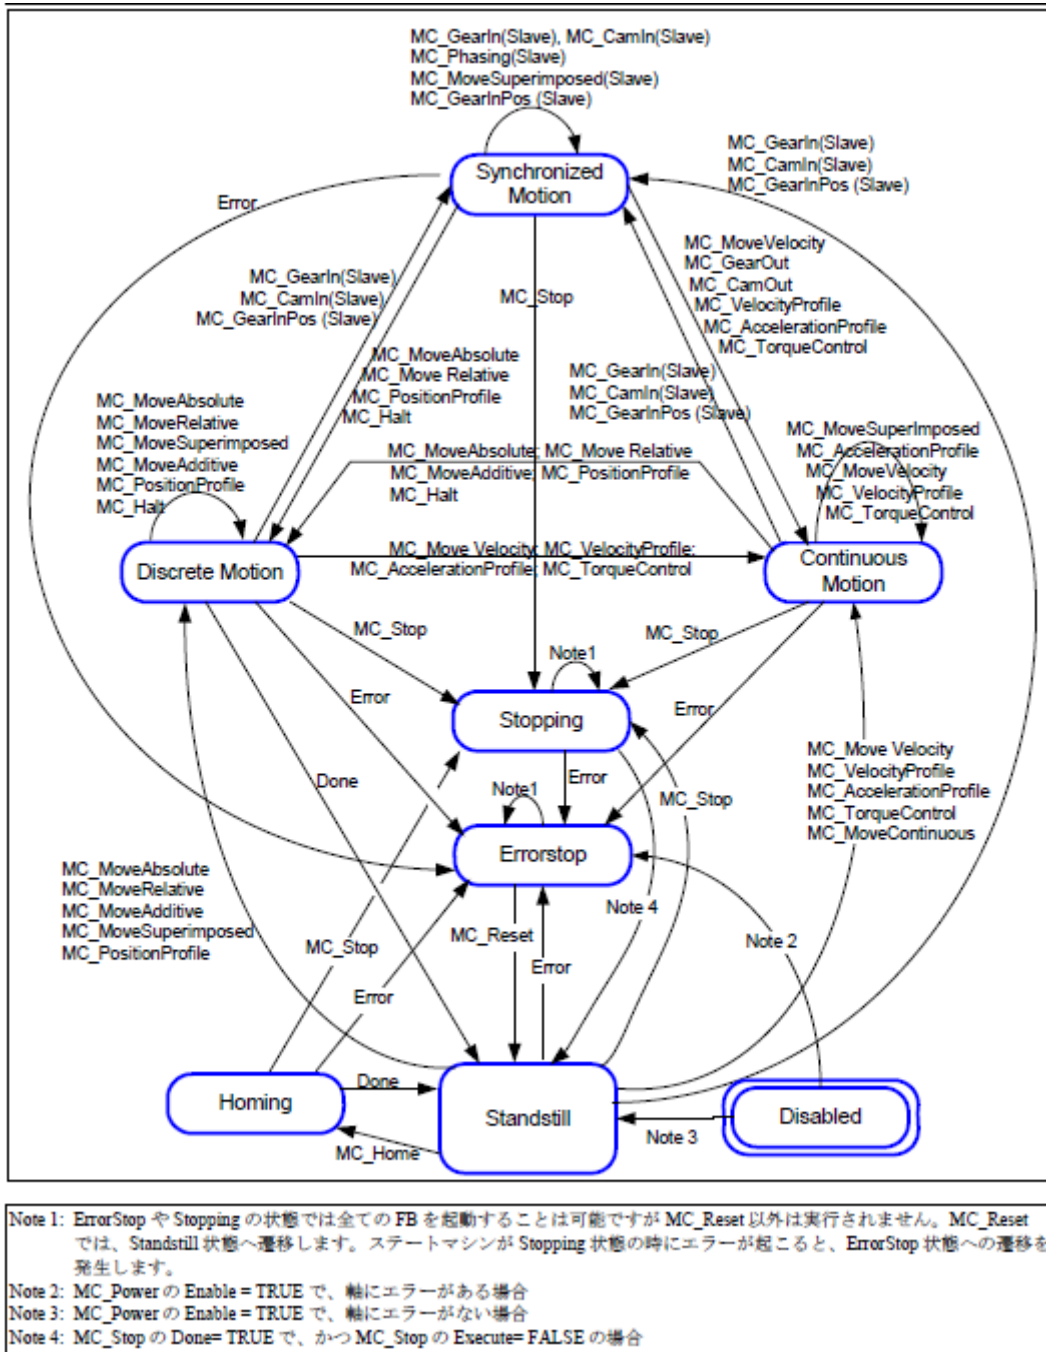 MC_GearIn(Slave), MC_CamIn(Slave)
MC_Phasing(Slave)
MC_MoveSuperimposed(Slave)
MC_GearInPos (Slave)
MC_GearIn(Slave)
MC_CamIn(Slave)
MC_GearInPos (Slave)
Synchronized
Motion
Error
MC_MoveVelocity
MC_GearOut
MC_CamOut
MC_VelocityProfile
MC_AccelerationProfile
MC_TorqueControl
MC_GearIn(Slave)
MC_CamIn(Slave)
MC_GearInPos (Slave)
MC_Stop
MC_MoveAbsolute
MC_Move Relative
MC_PositionProfile
MC_Halt
MC_GearIn(Slave)
MC_CamIn(Slave)
MC_GearInPos (Slave)
MC_MoveAbsolute
MC_MoveRelative
MC_MoveSuperimposed
MC_MoveAdditive
MC_PositionProfile
MC_Halt
MC_MoveSuperImposed
MC_AccelerationProfile
MC_MoveVelocity
MC_VelocityProfile
MC_TorqueControl
MC_MoveAbsolute; MC_Move Relative
MC_MoveAdditive; MC_PositionProfile
MC_Halt
Discrete Motion
MC_Move Velocity; MC_VelocityProfile;
MC_AccelerationProfile; MC_TorqueControl
Continuous
Motion
MC_Stop
MC_Stop
Note1
Error
Stopping
Error
Done
Error
Note1
MC_Stop
MC_Move Velocity
MC_VelocityProfile
MC_AccelerationProfile
MC_TorqueControl
MC_MoveContinuous
Errorstop
MC_MoveAbsolute
MC_MoveRelative
MC_MoveAdditive
MC_MoveSuperimposed
MC_PositionProfile
MC_Stop
Note 4
MC_Reset
Note 2
Error
Error
Done
Homing
Standstill
Disabled
Note 3
MC_Home
Note 1: ErrorStop や Stopping の状態では全ての FB を起動することは可能ですが MC_Reset 以外は実行されません。MC_Reset
では、Standstill 状態へ遷移します。ステートマシンが Stopping 状態の時にエラーが起こると、ErrorStop 状態への遷移を
発生します。
Note 2: MC_Power の Enable = TRUE で、軸にエラーがある場合
Note 3: MC_Power の Enable = TRUE で、軸にエラーがない場合
Note 4: MC_Stop の Done= TRUE で、かつ MC_Stop の Execute= FALSE の場合